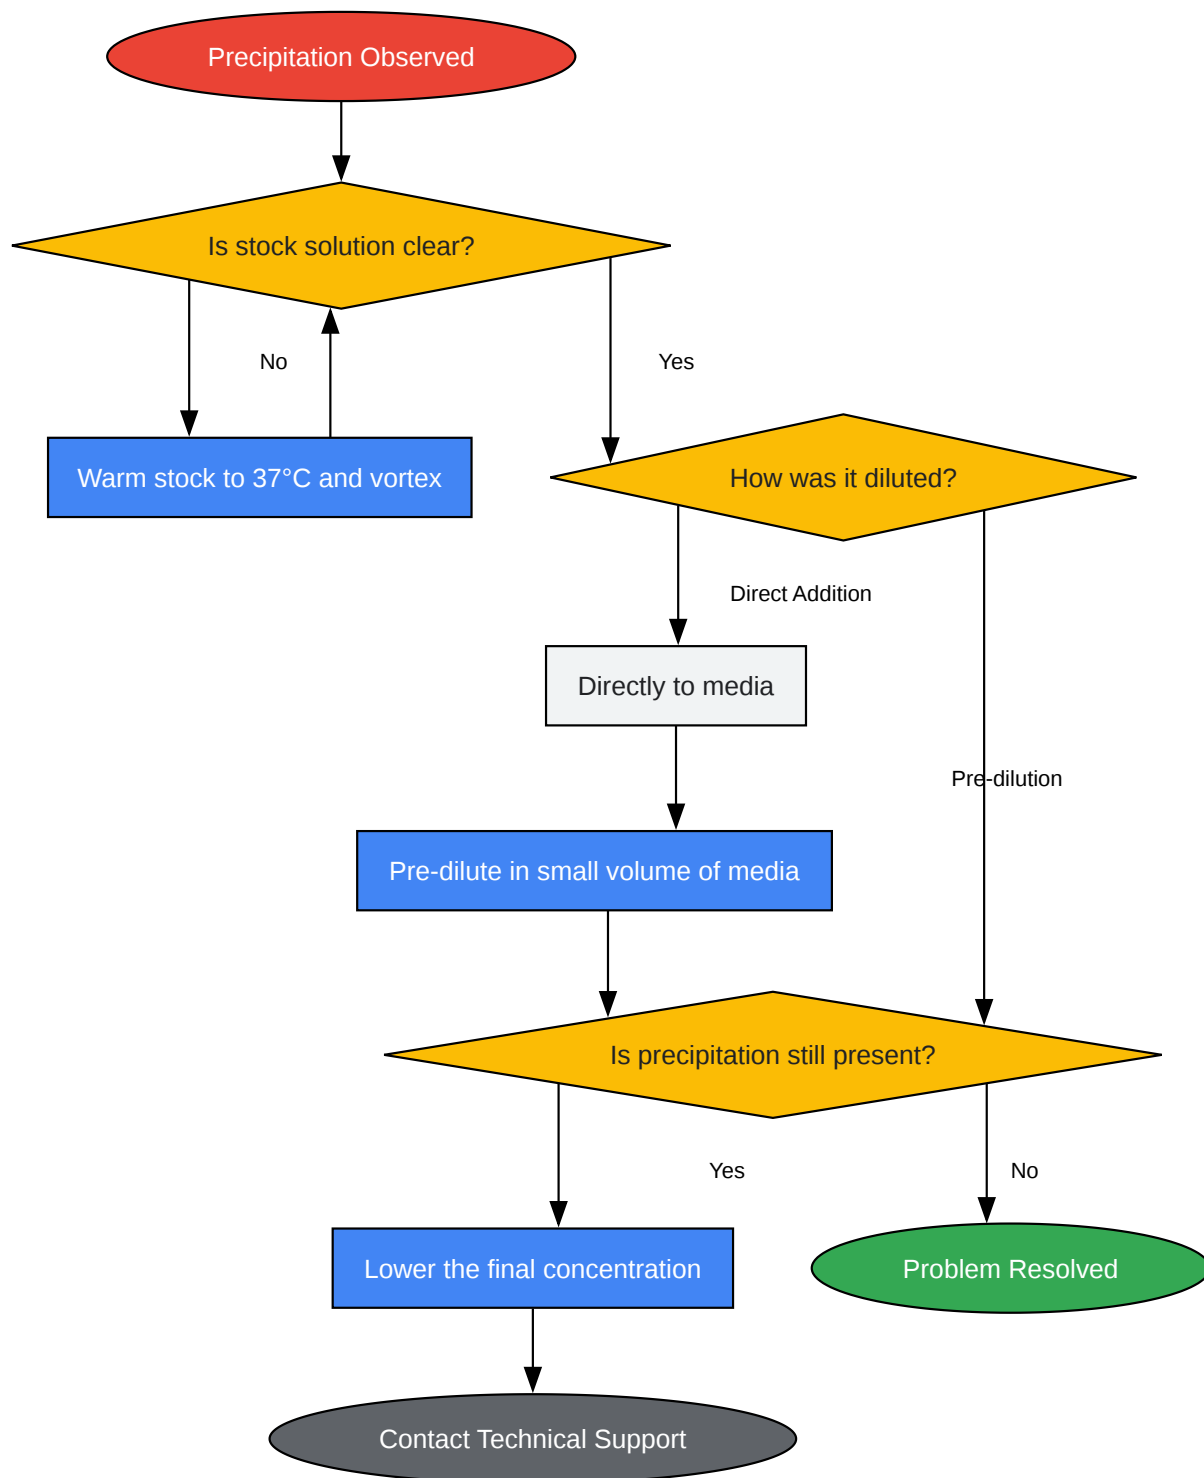 Precipitation Observed
Is stock solution clear?
No
Yes
Warm stock to 37°C and vortex
How was it diluted?
Direct Addition
Directly to media
Pre-dilution
Pre-dilute in small volume of media
Is precipitation still present?
Yes
No
Lower the final concentration
Problem Resolved
Contact Technical Support